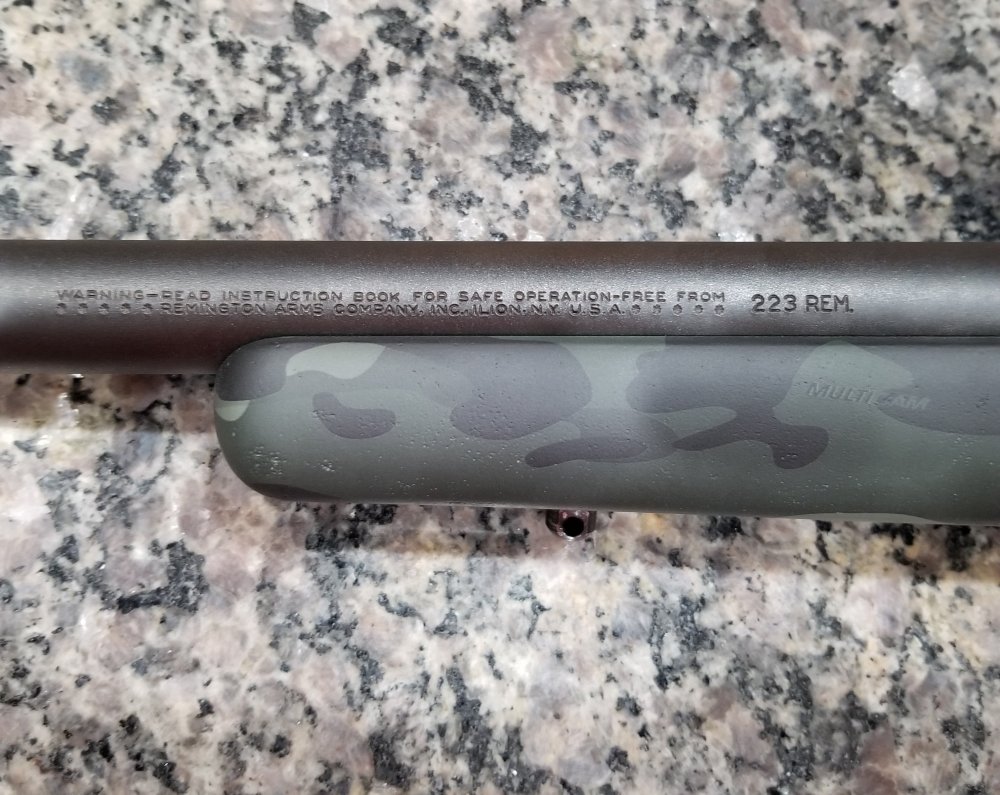 WARNING—READ INSTRUCTION BOOK FOR SAFE OPERATION—FREE FROM
REMINGTON ARMS COMPANY, INC., ILION, N.Y. U.S.A.
223 REM.
MULTICAM